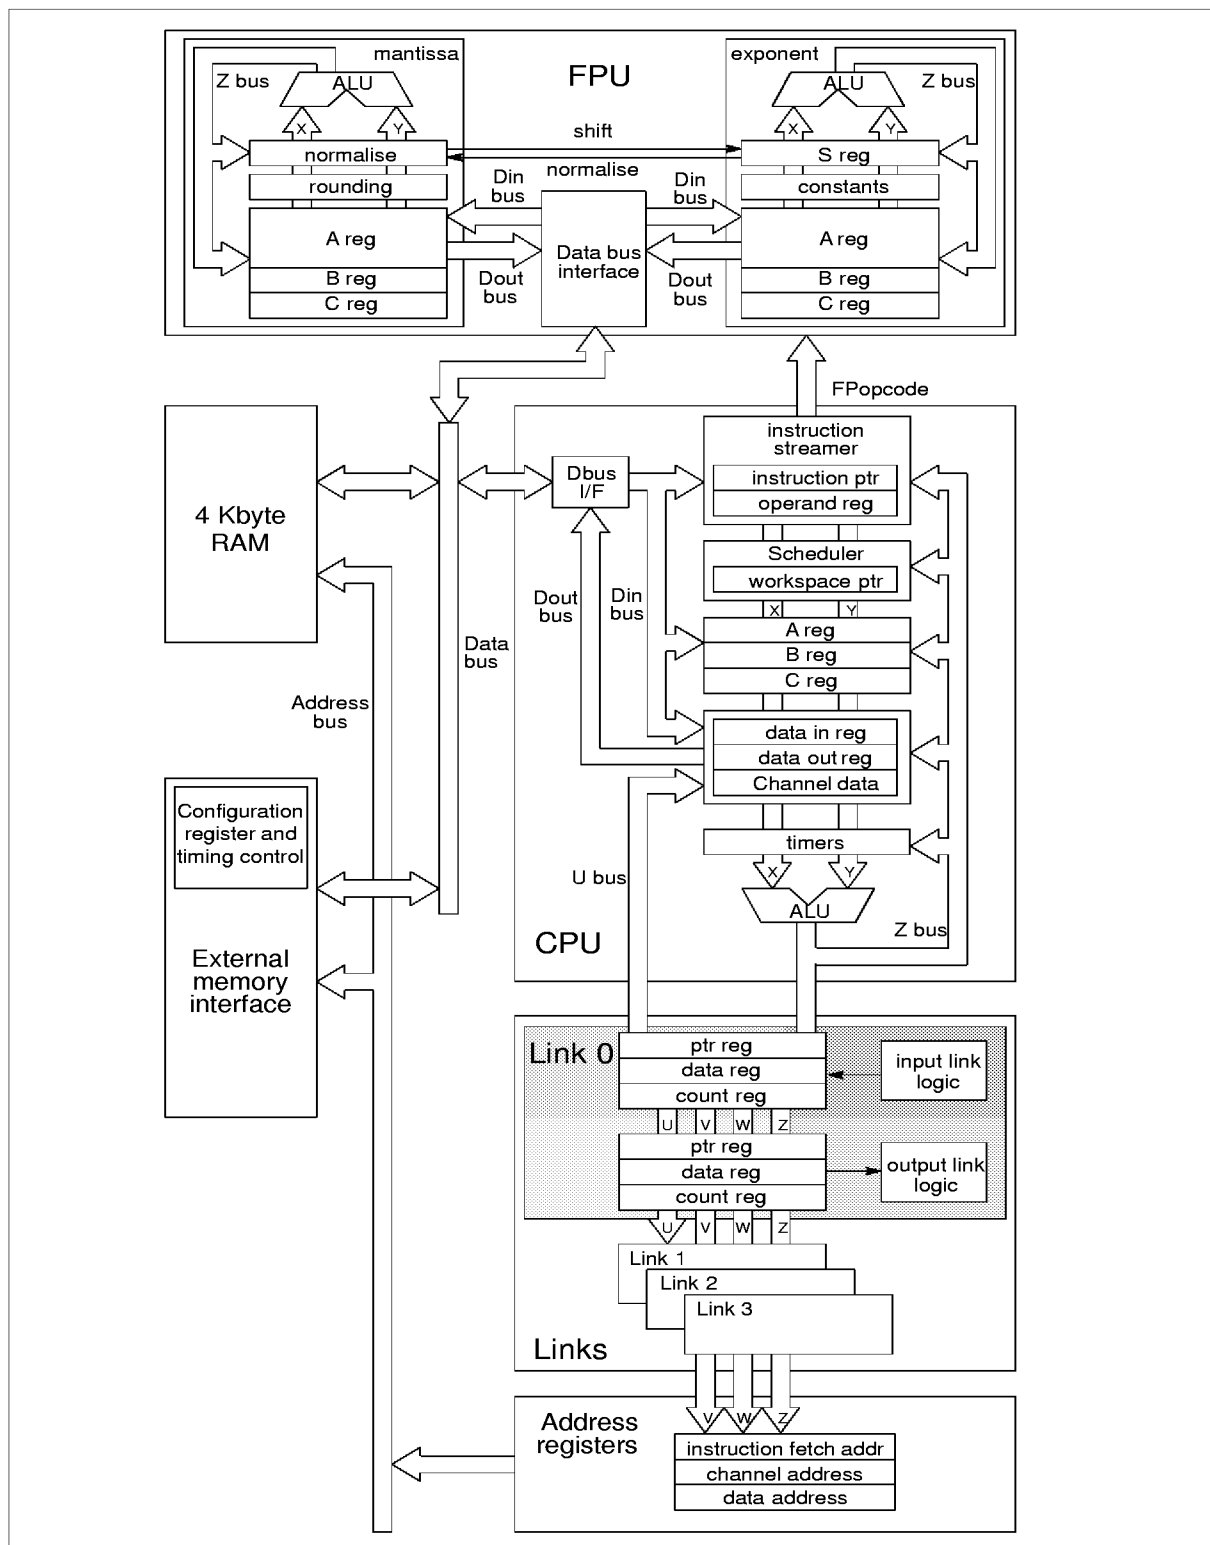 mantissa
FPU
exponent
Z bus
ALU
ALU
Z bus
X
Y
X
Y
shift
normalise
S reg
normalise
rounding
constants
Din
bus
Din
bus
A reg
Data bus
interface
A reg
B reg
Dout
bus
Dout
bus
B reg
C reg
C reg
FPopcode
instruction
streamer
Dbus
I/F
instruction ptr
operand reg
4 Kbyte
RAM
Scheduler
workspace ptr
Dout
bus
Din
bus
X
Y
A reg
Data
bus
B reg
C reg
Address
bus
data in reg
data out reg
Channel data
Configuration
register and
timing control
timers
U bus
X
Y
ALU
Z bus
CPU
External
memory
interface
Link 0
ptr reg
data reg
count reg
input link
logic
U
V
W
Z
ptr reg
data reg
count reg
output link
logic
U
V
W
Z
Link 1
Link 2
Link 3
Links
V
W
Z
Address
registers
instruction fetch addr
channel address
data address